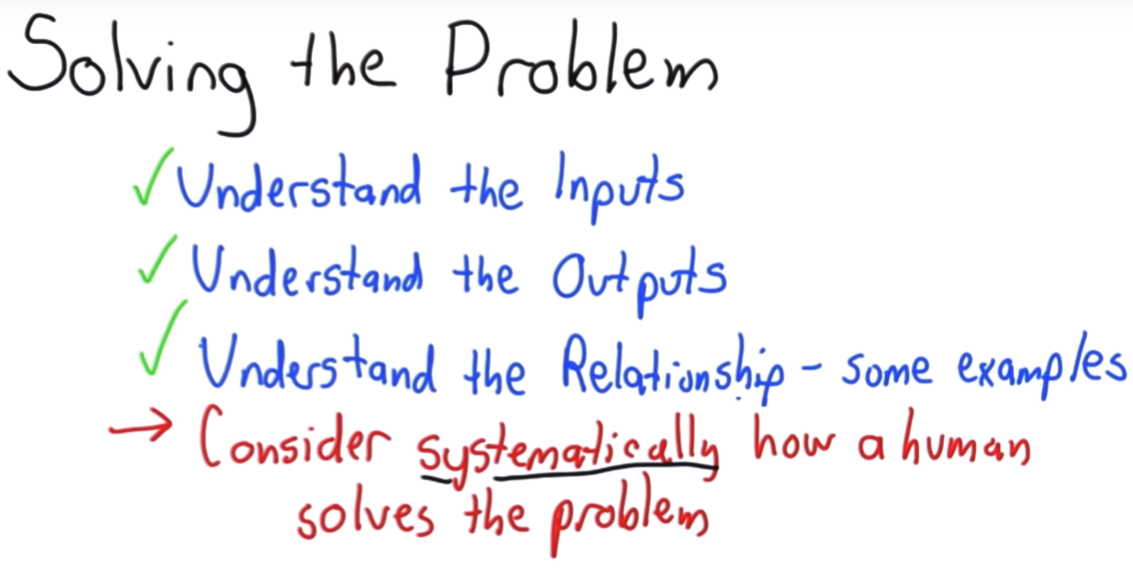 Solving the Problem
✓ Understand the Inputs
✓ Understand the Outputs
✓ Understand the Relationship - some examples
→ Consider systematically how a human
solves the problem